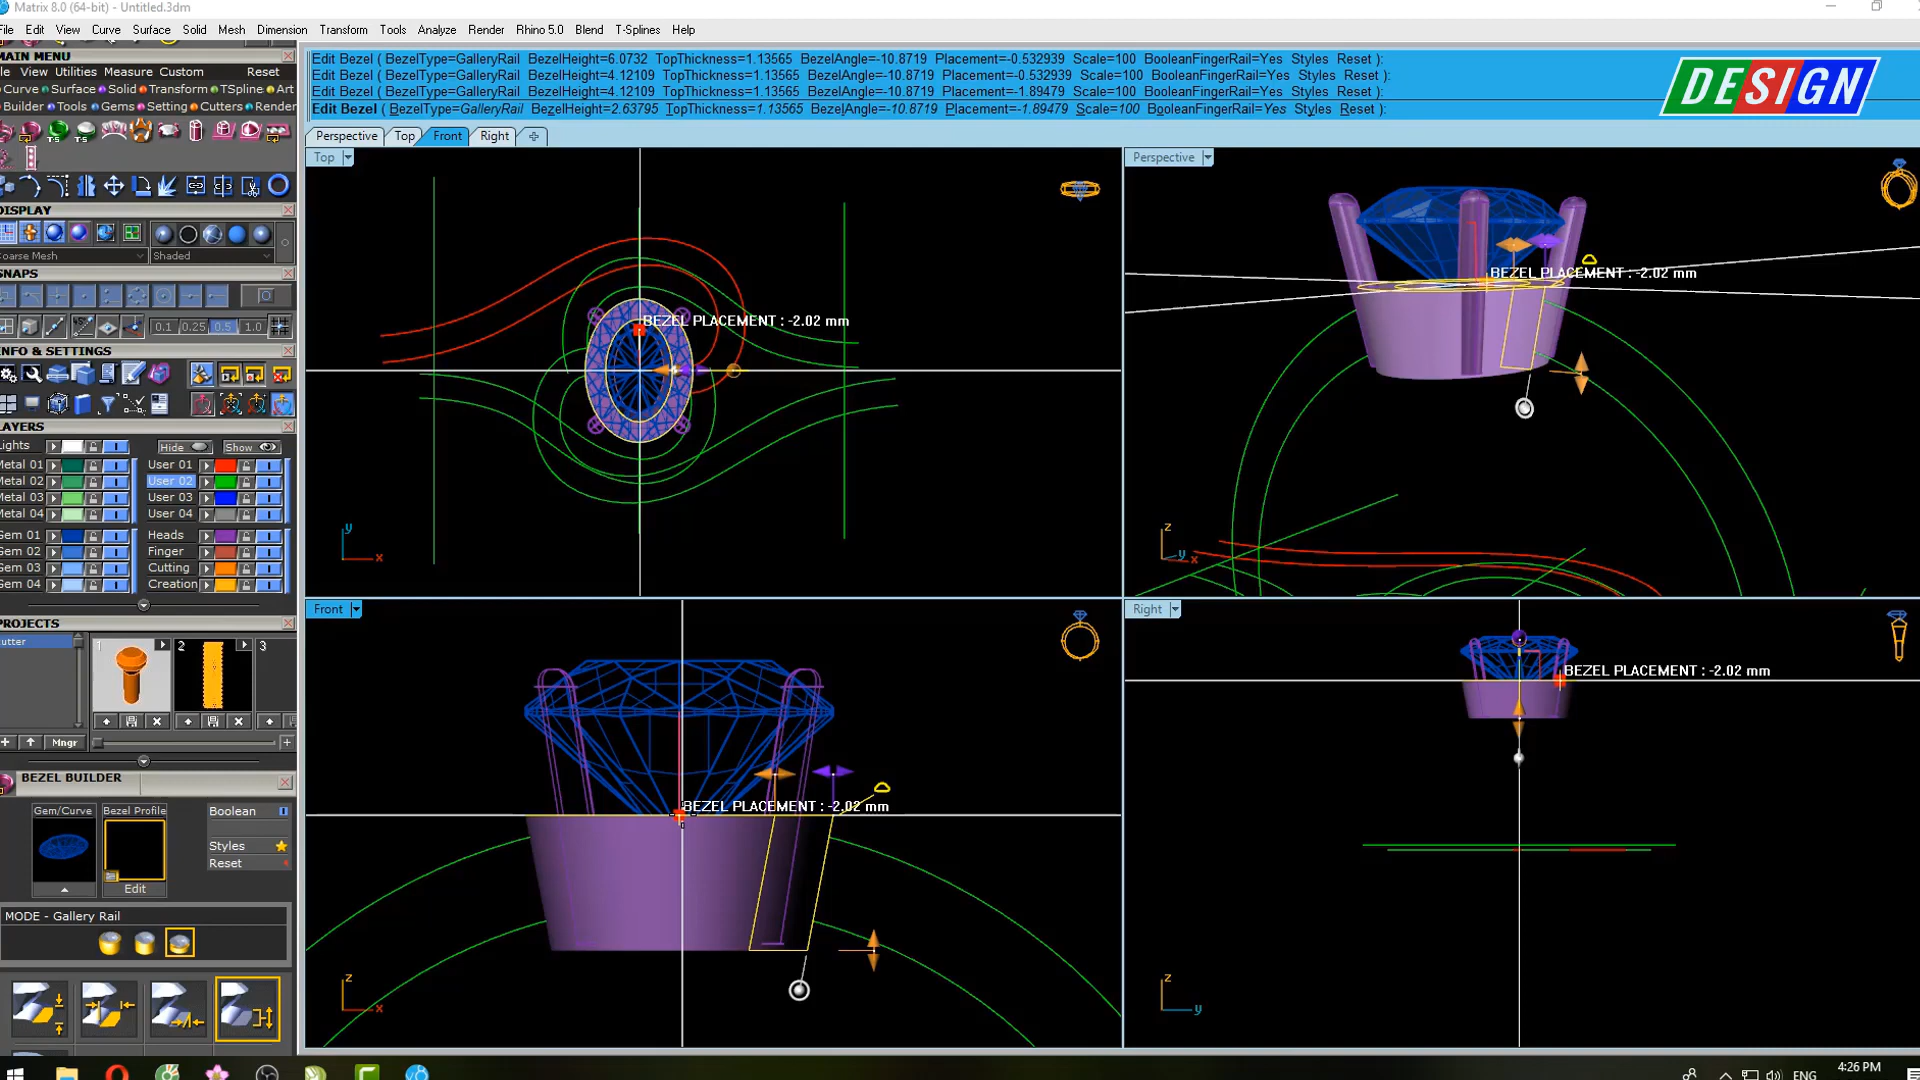 Matrix 8.0 (64-bit) - Untitled.3dm
File Edit View Curve Surface Solid Mesh Dimension Transform Tools Analyze Render Rhino 5.0 Blend T-Splines Help
MAIN MENU
le View Utilities Measure Custom Reset
Curve Surface Solid Transform TSpline Art
Builder Tools Gems Setting Cutters Render
Edit Bezel ( BezelType=GalleryRail BezelHeight=6.0732 TopThickness=1.13565 BezelAngle=-10.8719 Placement=-0.532939 Scale=100 BooleanFingerRail=Yes Styles Reset ):
Edit Bezel ( BezelType=GalleryRail BezelHeight=4.12109 TopThickness=1.13565 BezelAngle=-10.8719 Placement=-0.532939 Scale=100 BooleanFingerRail=Yes Styles Reset ):
Edit Bezel ( BezelType=GalleryRail BezelHeight=4.12109 TopThickness=1.13565 BezelAngle=-10.8719 Placement=-1.89479 Scale=100 BooleanFingerRail=Yes Styles Reset ):
Edit Bezel ( BezelType=GalleryRail BezelHeight=2.63795 TopThickness=1.13565 BezelAngle=-10.8719 Placement=-1.89479 Scale=100 BooleanFingerRail=Yes Styles Reset ):
DESIGN
Perspective Top Front Right
T-S T-S
DISPLAY
Coarse Mesh Shaded
SNAPS
0.1 0.25 0.5 1.0
INFO & SETTINGS
LAYERS
Lights Hide Show
Metal 01 User 01
Metal 02 User 02
Metal 03 User 03
Metal 04 User 04
Gem 01 Heads
Gem 02 Finger
Gem 03 Cutting
Gem 04 Creation
PROJECTS
utter
1 2 3
Mngr
BEZEL BUILDER
Gem/Curve Bezel Profile Boolean
Styles
Reset
Edit
MODE - Gallery Rail
Top
BEZEL PLACEMENT : -2.02 mm
y
x
Perspective
BEZEL PLACEMENT : -2.02 mm
z
y x
Front
BEZEL PLACEMENT : -2.02 mm
z
x
Right
BEZEL PLACEMENT : -2.02 mm
z
y
ENG
4:26 PM